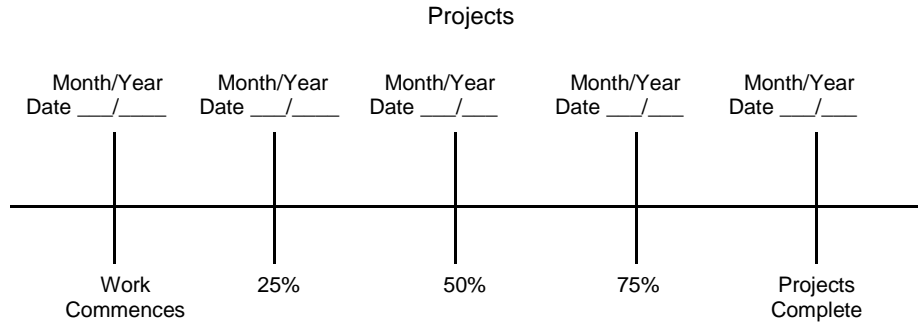 Projects
Month/Year Month/Year Month/Year Month/Year Month/Year
Date ___/____ Date ___/____ Date ___/___ Date ___/___ Date ___/___
Work 25% 50% 75% Projects
Commences Complete